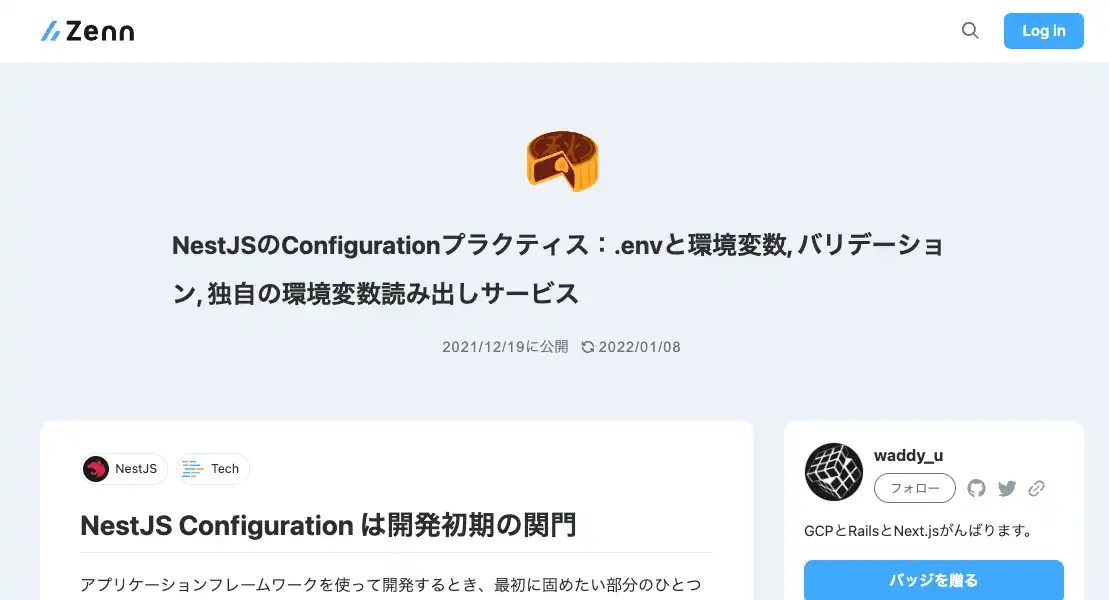 Zenn
Log in
秋
NestJSのConfigurationプラクティス：.envと環境変数, バリデーショ
ン, 独自の環境変数読み出しサービス
2021/12/19に公開 2022/01/08
NestJS Tech
NestJS Configuration は開発初期の関門
アプリケーションフレームワークを使って開発するとき、最初に固めたい部分のひとつ
waddy_u
フォロー
GCPとRailsとNext.jsがんばります。
バッジを贈る